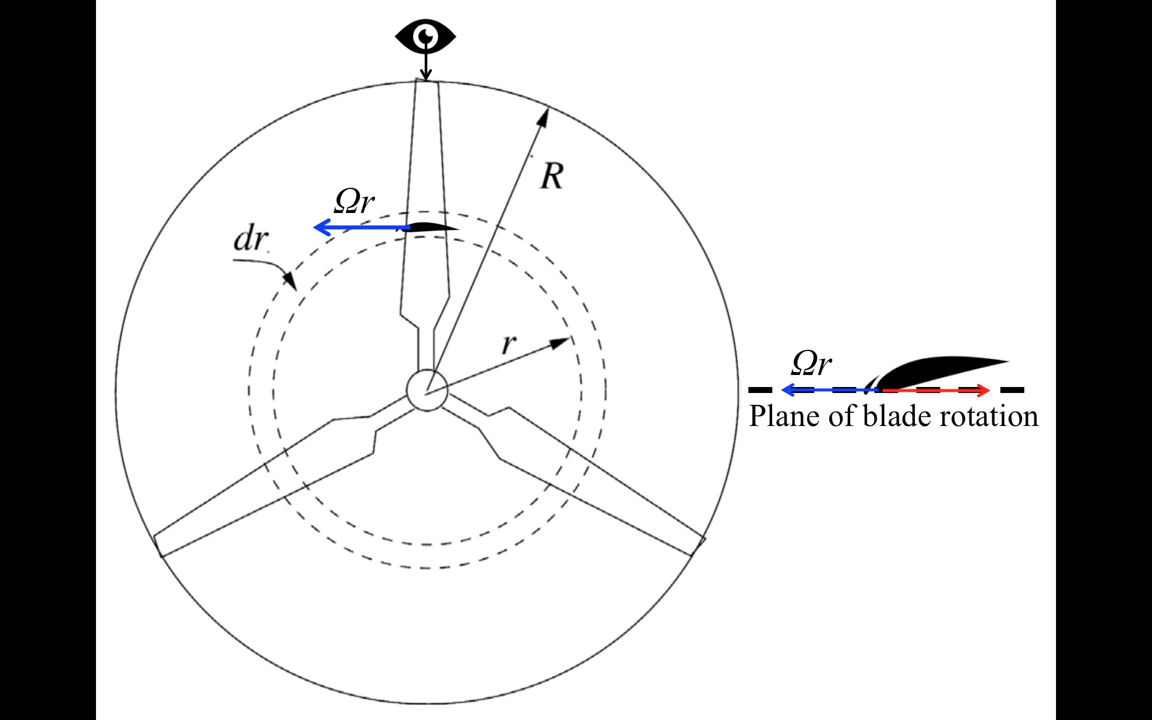 R
Ωr
dr
r
Ωr
Plane of blade rotation